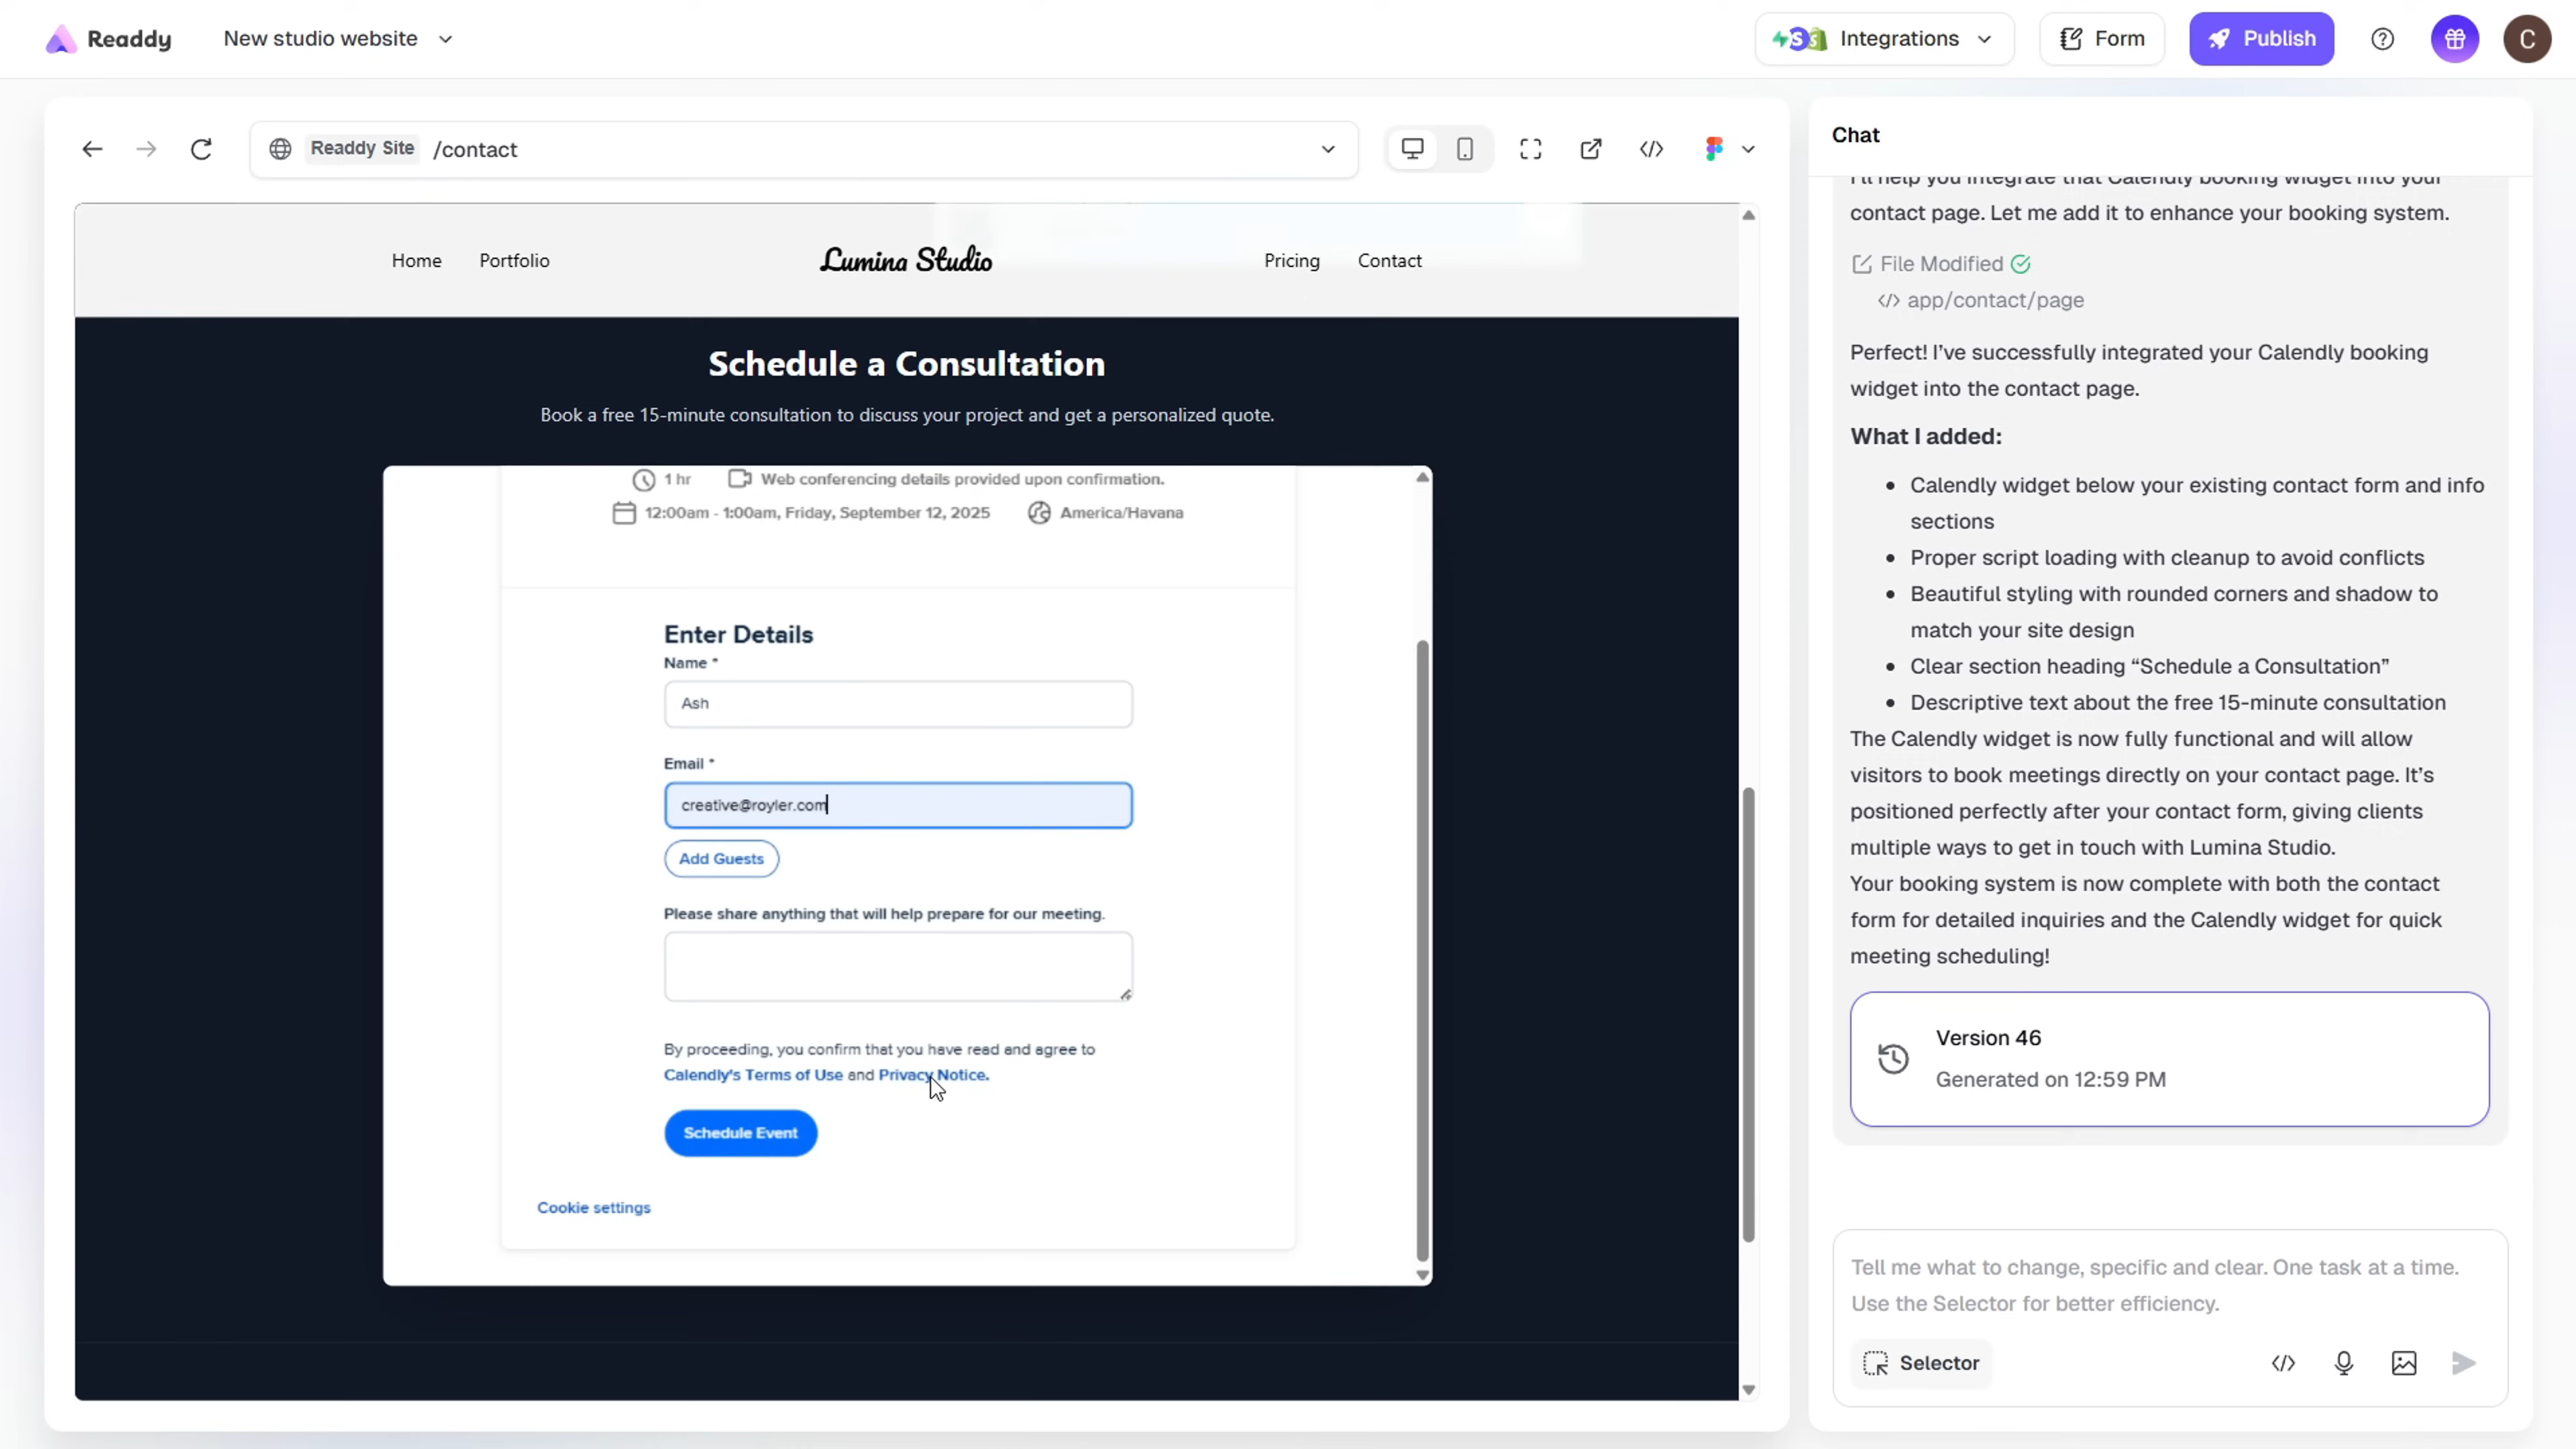 Readdy
New studio website
Integrations
Form
Publish
C
Readdy Site /contact
Home
Portfolio
Lumina Studio
Pricing
Contact
Schedule a Consultation
Book a free 15-minute consultation to discuss your project and get a personalized quote.
1 hr
Web conferencing details provided upon confirmation.
12:00am - 1:00am, Friday, September 12, 2025
America/Havana
Enter Details
Name *
Ash
Email *
creative@royler.com
Add Guests
Please share anything that will help prepare for our meeting.
By proceeding, you confirm that you have read and agree to
Calendly's Terms of Use and Privacy Notice.
Schedule Event
Cookie settings
Chat
I'll help you integrate that Calendly booking widget into your
contact page. Let me add it to enhance your booking system.
File Modified
app/contact/page
Perfect! I've successfully integrated your Calendly booking
widget into the contact page.
What I added:
• Calendly widget below your existing contact form and info
sections
• Proper script loading with cleanup to avoid conflicts
• Beautiful styling with rounded corners and shadow to
match your site design
• Clear section heading “Schedule a Consultation”
• Descriptive text about the free 15-minute consultation
The Calendly widget is now fully functional and will allow
visitors to book meetings directly on your contact page. It's
positioned perfectly after your contact form, giving clients
multiple ways to get in touch with Lumina Studio.
Your booking system is now complete with both the contact
form for detailed inquiries and the Calendly widget for quick
meeting scheduling!
Version 46
Generated on 12:59 PM
Tell me what to change, specific and clear. One task at a time.
Use the Selector for better efficiency.
Selector